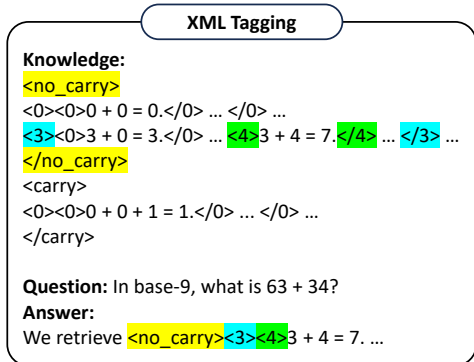 XML Tagging
Knowledge:
<no_carry>
<0><0>0 + 0 = 0.</0> ... </0> ...
<3><0>3 + 0 = 3.</0> ... <4>3 + 4 = 7.</4> ... </3> ...
</no_carry>
<carry>
<0><0>0 + 0 + 1 = 1.</0> ... </0> ...
</carry>
Question: In base-9, what is 63 + 34?
Answer:
We retrieve <no_carry><3><4>3 + 4 = 7. ...